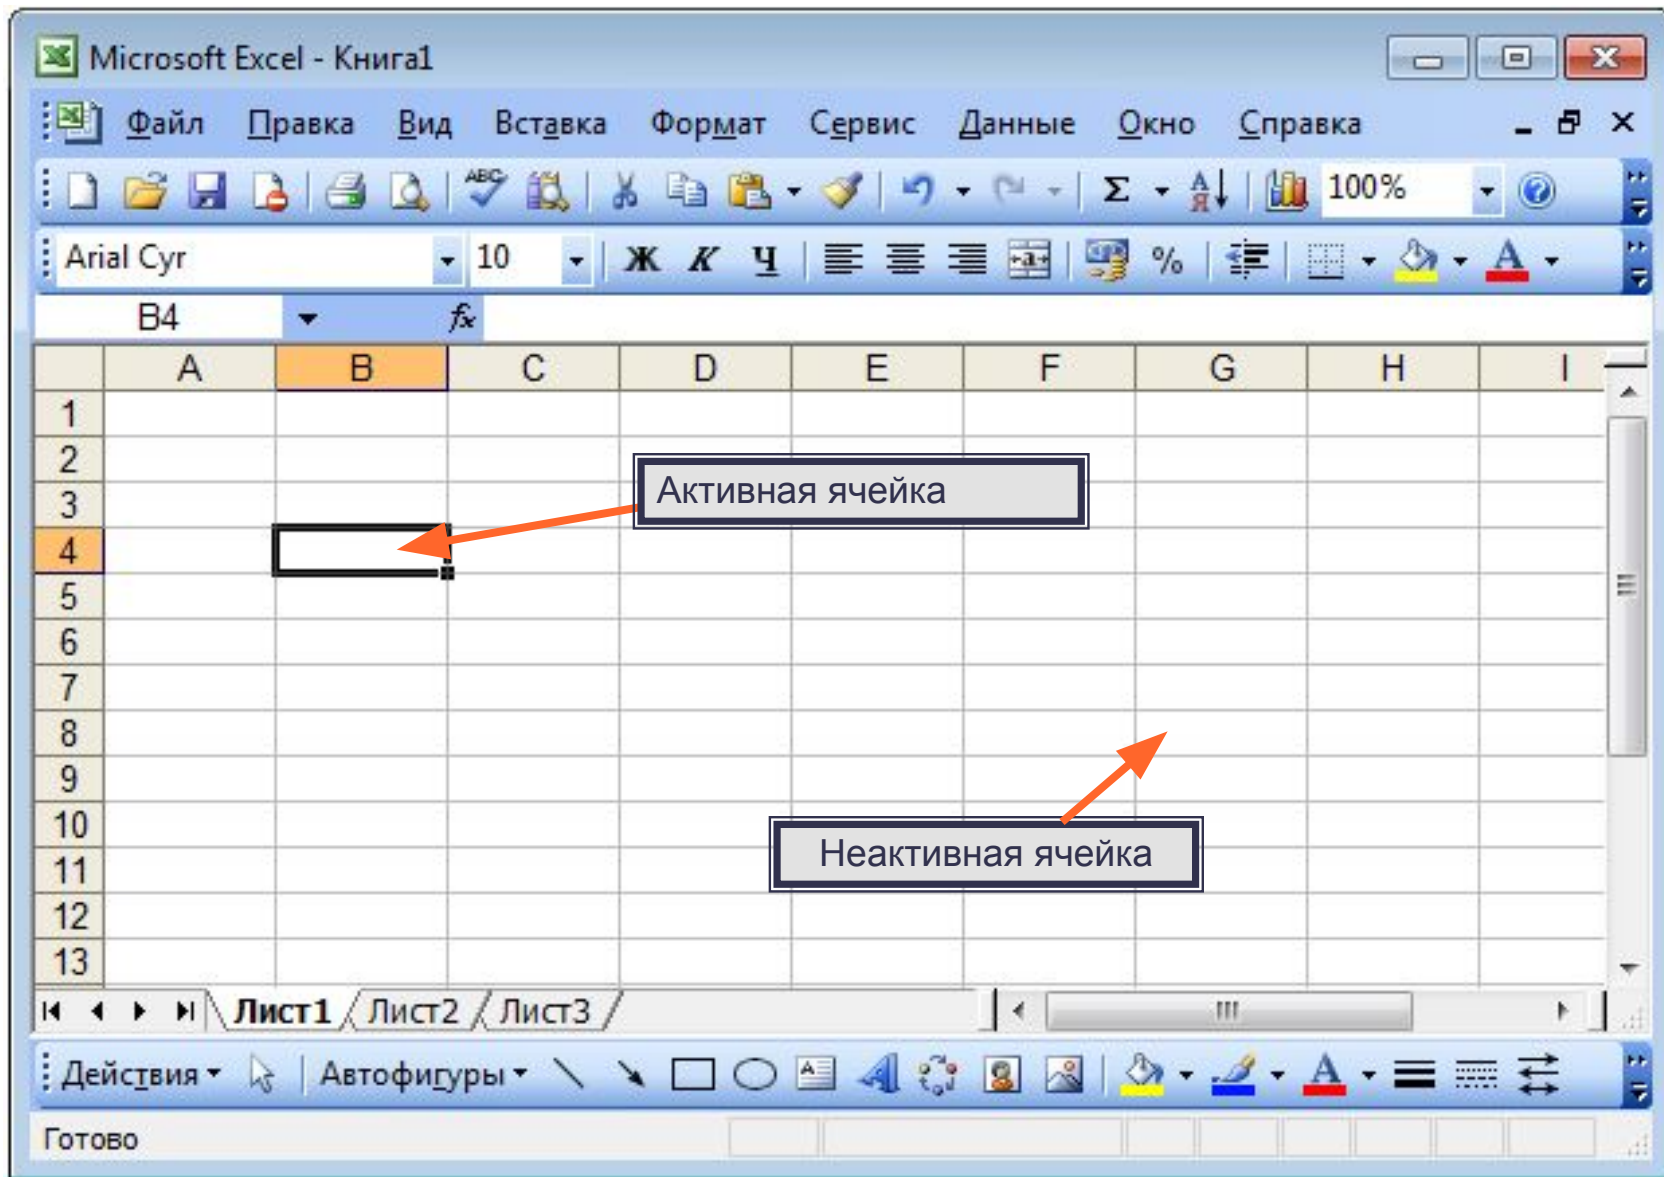 Microsoft Excel - Книга1
Файл Правка Вид Вставка Формат Сервис Данные Окно Справка
ABC Σ А Я 100% ?
Arial Cyr 10 Ж К Ч a % A
B4 fx
A B C D E F G H I
1
2
Активная ячейка
3
4
5
6
7
8
9
10
Неактивная ячейка
11
12
13
Лист1 Лист2 Лист3
Действия Автофигуры A A A
Готово